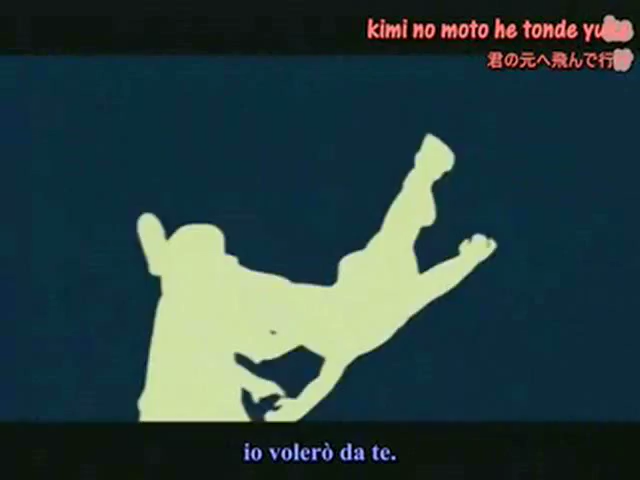 kimi no moto he tonde
君の元へ飛んで行
io volerò da te.